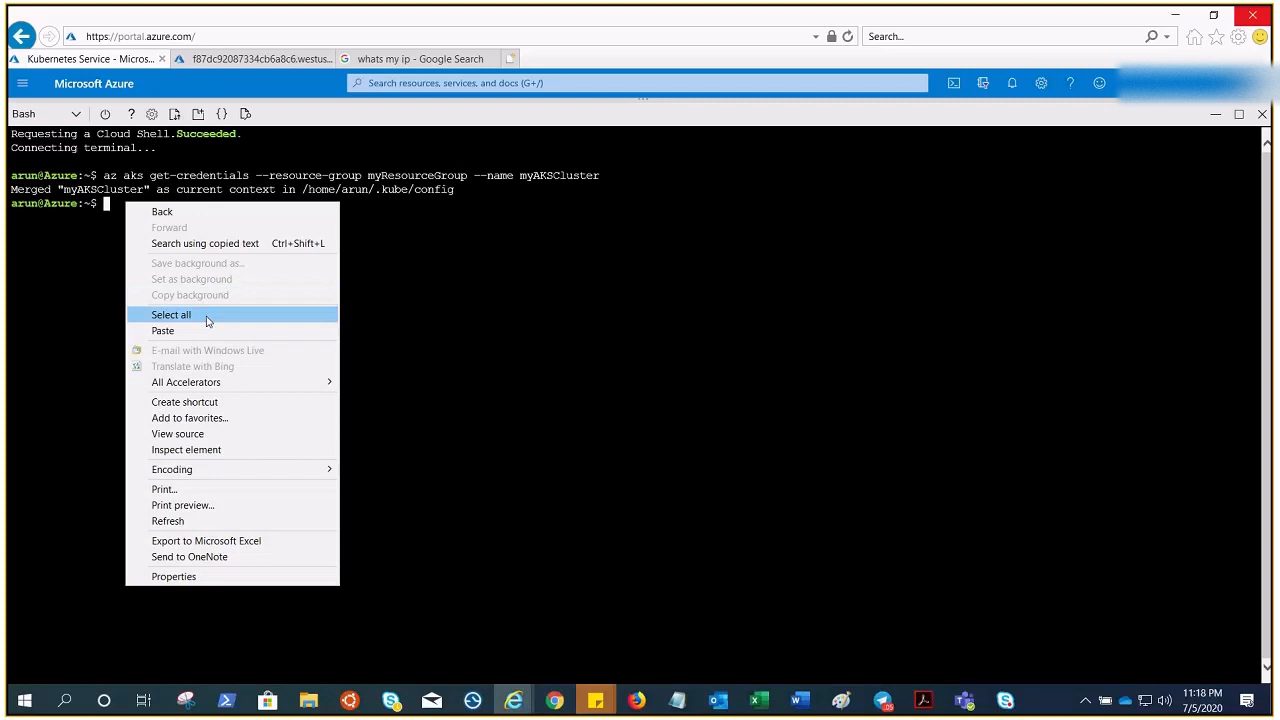 https://portal.azure.com/
Search...
Kubernetes Service - Micros...
f87dc92087334cb6a8c6.westus...
whats my ip - Google Search
Microsoft Azure
Search resources, services, and docs (G+/)
Bash
Requesting a Cloud Shell.Succeeded.
Connecting terminal...
arun@Azure:~$ az aks get-credentials --resource-group myResourceGroup --name myAKSCluster
Merged "myAKSCluster" as current context in /home/arun/.kube/config
arun@Azure:~$
Back
Forward
Search using copied text Ctrl+Shift+L
Save background as...
Set as background
Copy background
Select all
Paste
E-mail with Windows Live
Translate with Bing
All Accelerators
Create shortcut
Add to favorites...
View source
Inspect element
Encoding
Print...
Print preview...
Refresh
Export to Microsoft Excel
Send to OneNote
Properties
11:18 PM
7/5/2020